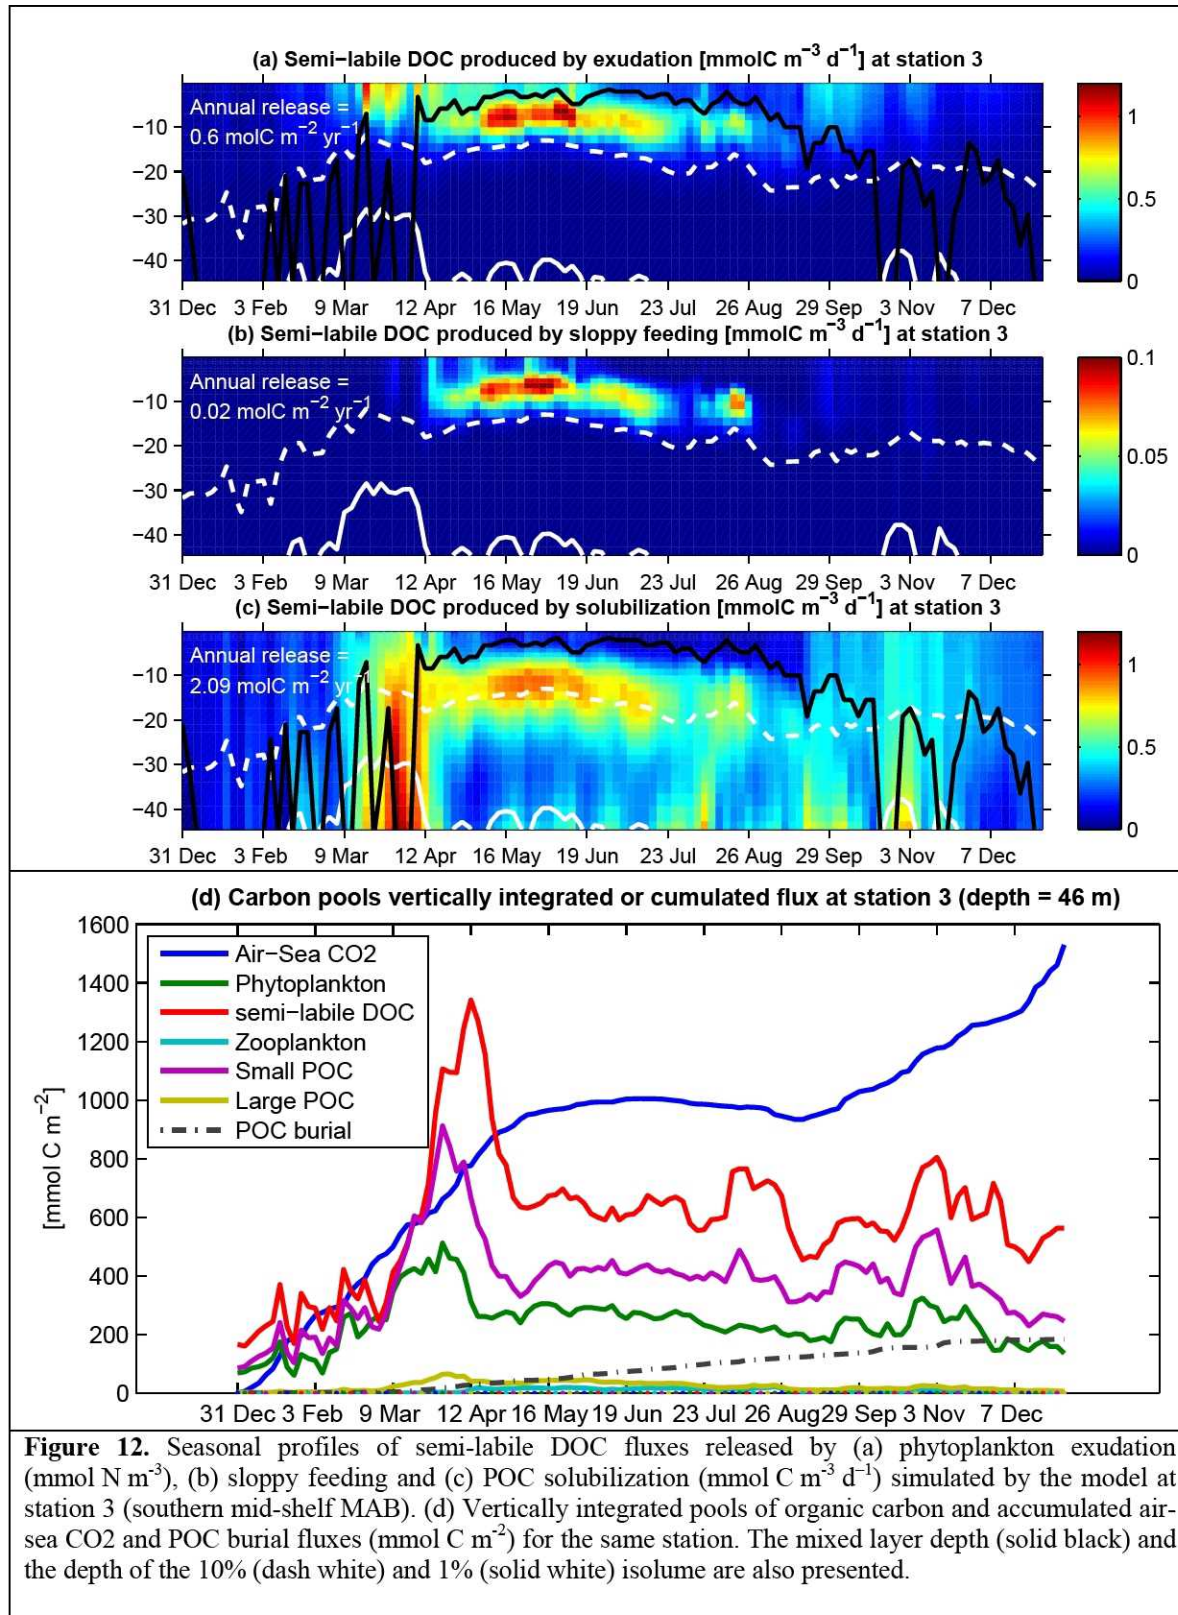 (a) Semi−labile DOC produced by exudation [mmolC m−3 d−1] at station 3
Annual release =
0.6 molC m−2 yr−1
−10
−20
−30
−40
1
0.5
0
31 Dec 3 Feb 9 Mar 12 Apr 16 May 19 Jun 23 Jul 26 Aug 29 Sep 3 Nov 7 Dec
(b) Semi−labile DOC produced by sloppy feeding [mmolC m−3 d−1] at station 3
Annual release =
0.02 molC m−2 yr−1
−10
−20
−30
−40
0.1
0.05
0
31 Dec 3 Feb 9 Mar 12 Apr 16 May 19 Jun 23 Jul 26 Aug 29 Sep 3 Nov 7 Dec
(c) Semi−labile DOC produced by solubilization [mmolC m−3 d−1] at station 3
Annual release =
2.09 molC m−2 yr−1
−10
−20
−30
−40
1
0.5
0
31 Dec 3 Feb 9 Mar 12 Apr 16 May 19 Jun 23 Jul 26 Aug 29 Sep 3 Nov 7 Dec
(d) Carbon pools vertically integrated or cumulated flux at station 3 (depth = 46 m)
1600
1400
1200
1000
800
600
400
200
0
[mmol C m−2]
Air−Sea CO2
Phytoplankton
semi−labile DOC
Zooplankton
Small POC
Large POC
POC burial
31 Dec 3 Feb 9 Mar 12 Apr 16 May 19 Jun 23 Jul 26 Aug 29 Sep 3 Nov 7 Dec
Figure 12. Seasonal profiles of semi-labile DOC fluxes released by (a) phytoplankton exudation
(mmol N m-3), (b) sloppy feeding and (c) POC solubilization (mmol C m-3 d−1) simulated by the model at
station 3 (southern mid-shelf MAB). (d) Vertically integrated pools of organic carbon and accumulated air-
sea CO2 and POC burial fluxes (mmol C m-2) for the same station. The mixed layer depth (solid black) and
the depth of the 10% (dash white) and 1% (solid white) isolume are also presented.